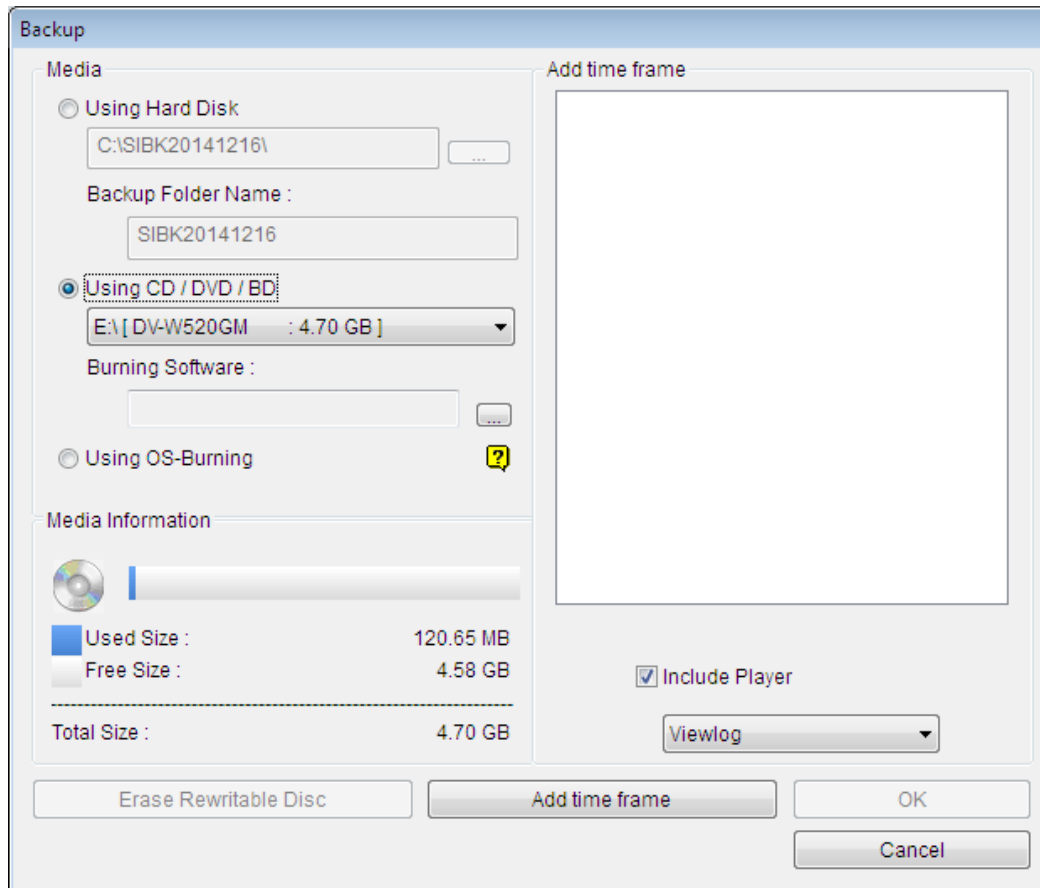 Backup
Media
Using Hard Disk
C:\SIBK20141216\
...
Backup Folder Name :
SIBK20141216
Using CD / DVD / BD
E:\ [ DV-W520GM : 4.70 GB ]
Burning Software :
...
Using OS-Burning
?
Media Information
Used Size : 120.65 MB
Free Size : 4.58 GB
Total Size : 4.70 GB
Add time frame
Include Player
Viewlog
Erase Rewritable Disc
Add time frame
OK
Cancel